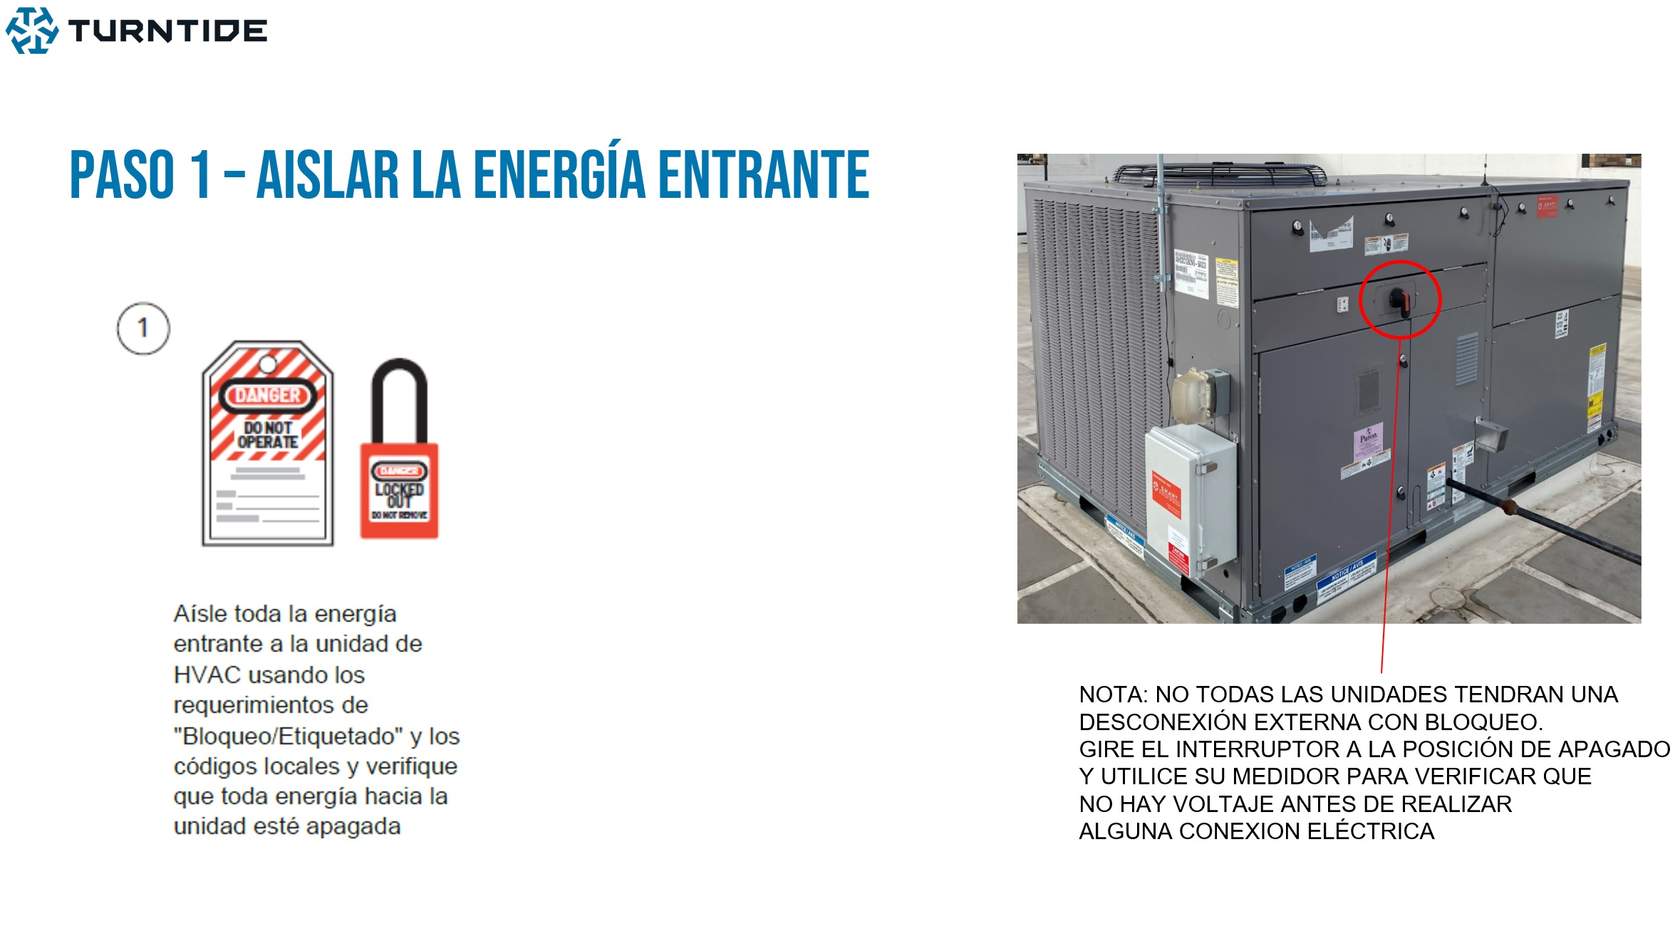 TURNTIDE
PASO 1 – AISLAR LA ENERGÍA ENTRANTE
1
DANGER
DO NOT
OPERATE
DANGER
LOCKED
OUT
DO NOT REMOVE
Aísle toda la energía
entrante a la unidad de
HVAC usando los
requerimientos de
"Bloqueo/Etiquetado" y los
códigos locales y verifique
que toda energía hacia la
unidad esté apagada
NOTA: NO TODAS LAS UNIDADES TENDRAN UNA
DESCONEXIÓN EXTERNA CON BLOQUEO.
GIRE EL INTERRUPTOR A LA POSICIÓN DE APAGADO
Y UTILICE SU MEDIDOR PARA VERIFICAR QUE
NO HAY VOLTAJE ANTES DE REALIZAR
ALGUNA CONEXION ELÉCTRICA